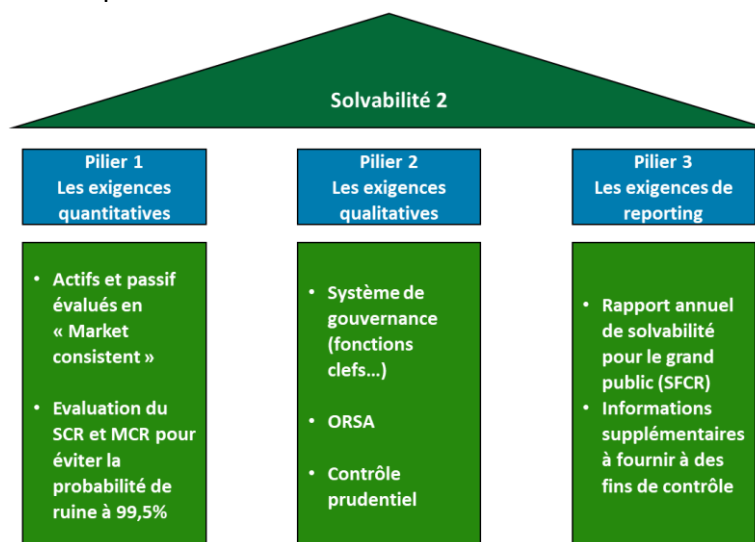 Solvabilité 2
Pilier 1
Les exigences
quantitatives
Pilier 2
Les exigences
qualitatives
Pilier 3
Les exigences de
reporting
• Actifs et passif
évalués en
« Market
consistent »
• Evaluation du
SCR et MCR pour
éviter la
probabilité de
ruine à 99,5%
• Système de
gouvernance
(fonctions
clefs…)
• ORSA
• Contrôle
prudentiel
• Rapport annuel
de solvabilité
pour le grand
public (SFCR)
• Informations
supplémentaires
à fournir à des
fins de contrôle